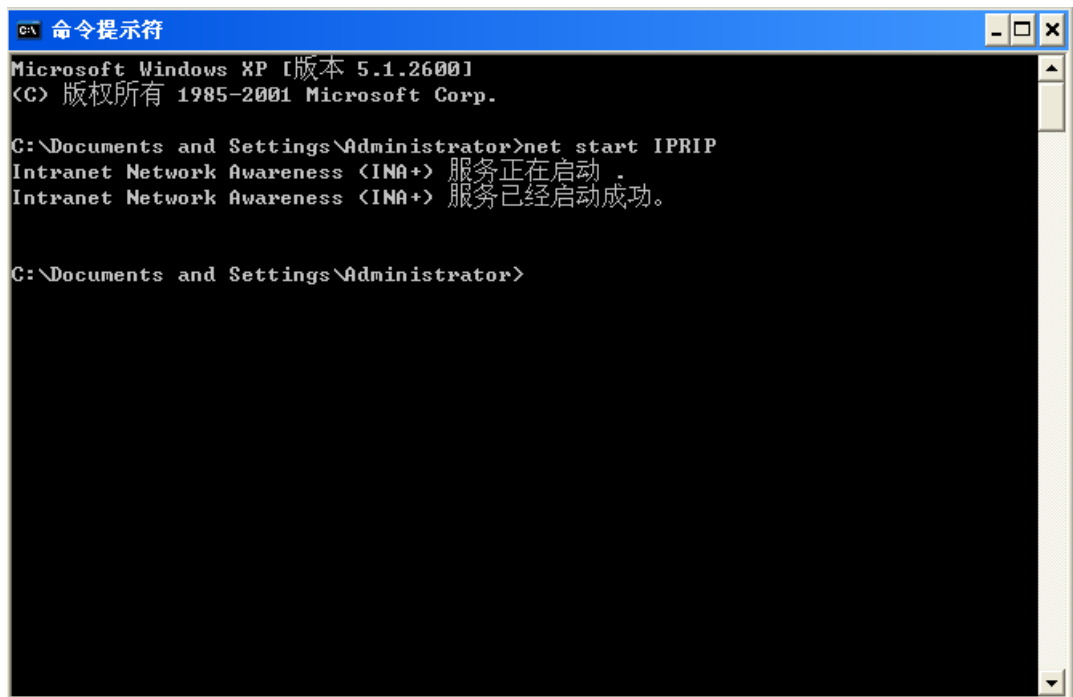 命令提示符
Microsoft Windows XP [版本 5.1.2600]
(C) 版权所有 1985-2001 Microsoft Corp.
C:\Documents and Settings\Administrator>net start IPRIP
Intranet Network Awareness (INA+) 服务正在启动 .
Intranet Network Awareness (INA+) 服务已经启动成功。
C:\Documents and Settings\Administrator>